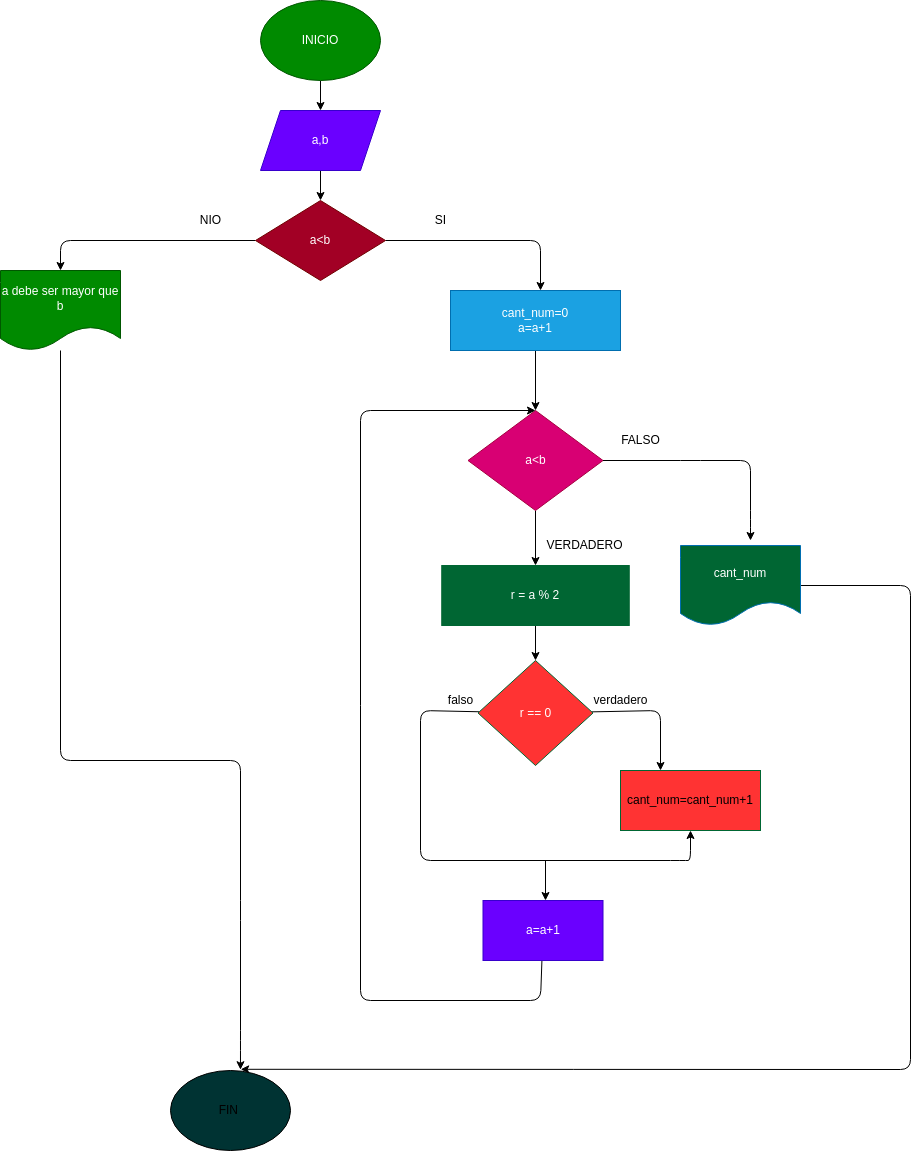 INICIO
a,b
NIO
a<b
SI
a debe ser mayor que
b
cant_num=0
a=a+1
a<b
FALSO
VERDADERO
r = a % 2
cant_num
falso
r == 0
verdadero
cant_num=cant_num+1
a=a+1
FIN